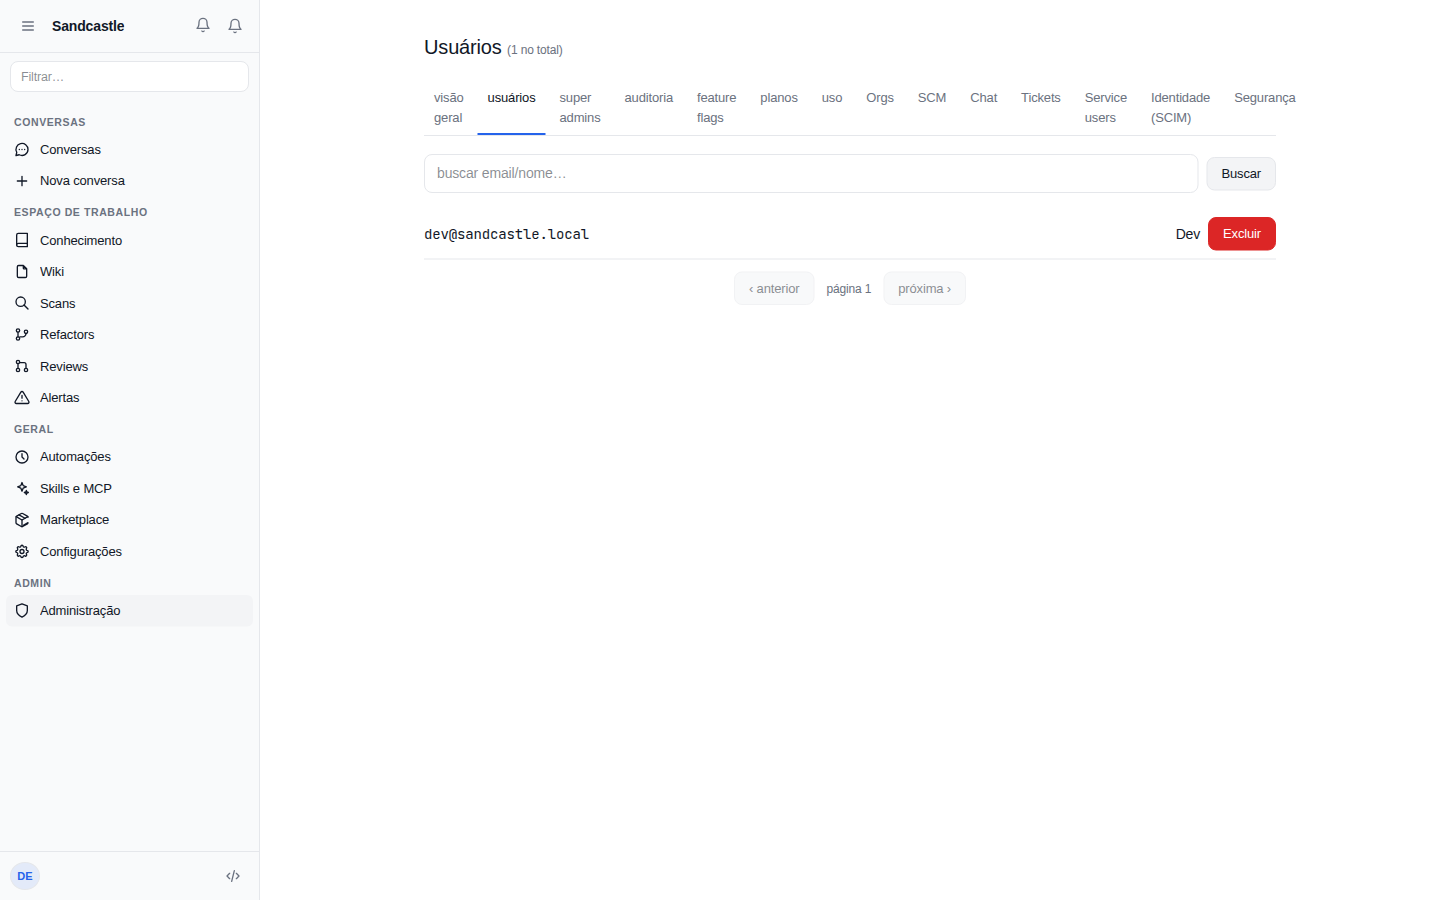 Sandcastle
Filtrar…
CONVERSAS
Conversas
Nova conversa
ESPAÇO DE TRABALHO
Conhecimento
Wiki
Scans
Refactors
Reviews
Alertas
GERAL
Automações
Skills e MCP
Marketplace
Configurações
ADMIN
Administração
DE
Usuários (1 no total)
visão geral
usuários
super admins
auditoria
feature flags
planos
uso
Orgs
SCM
Chat
Tickets
Service users
Identidade (SCIM)
Segurança
buscar email/nome…
Buscar
dev@sandcastle.local
Dev
Excluir
‹ anterior
página 1
próxima ›